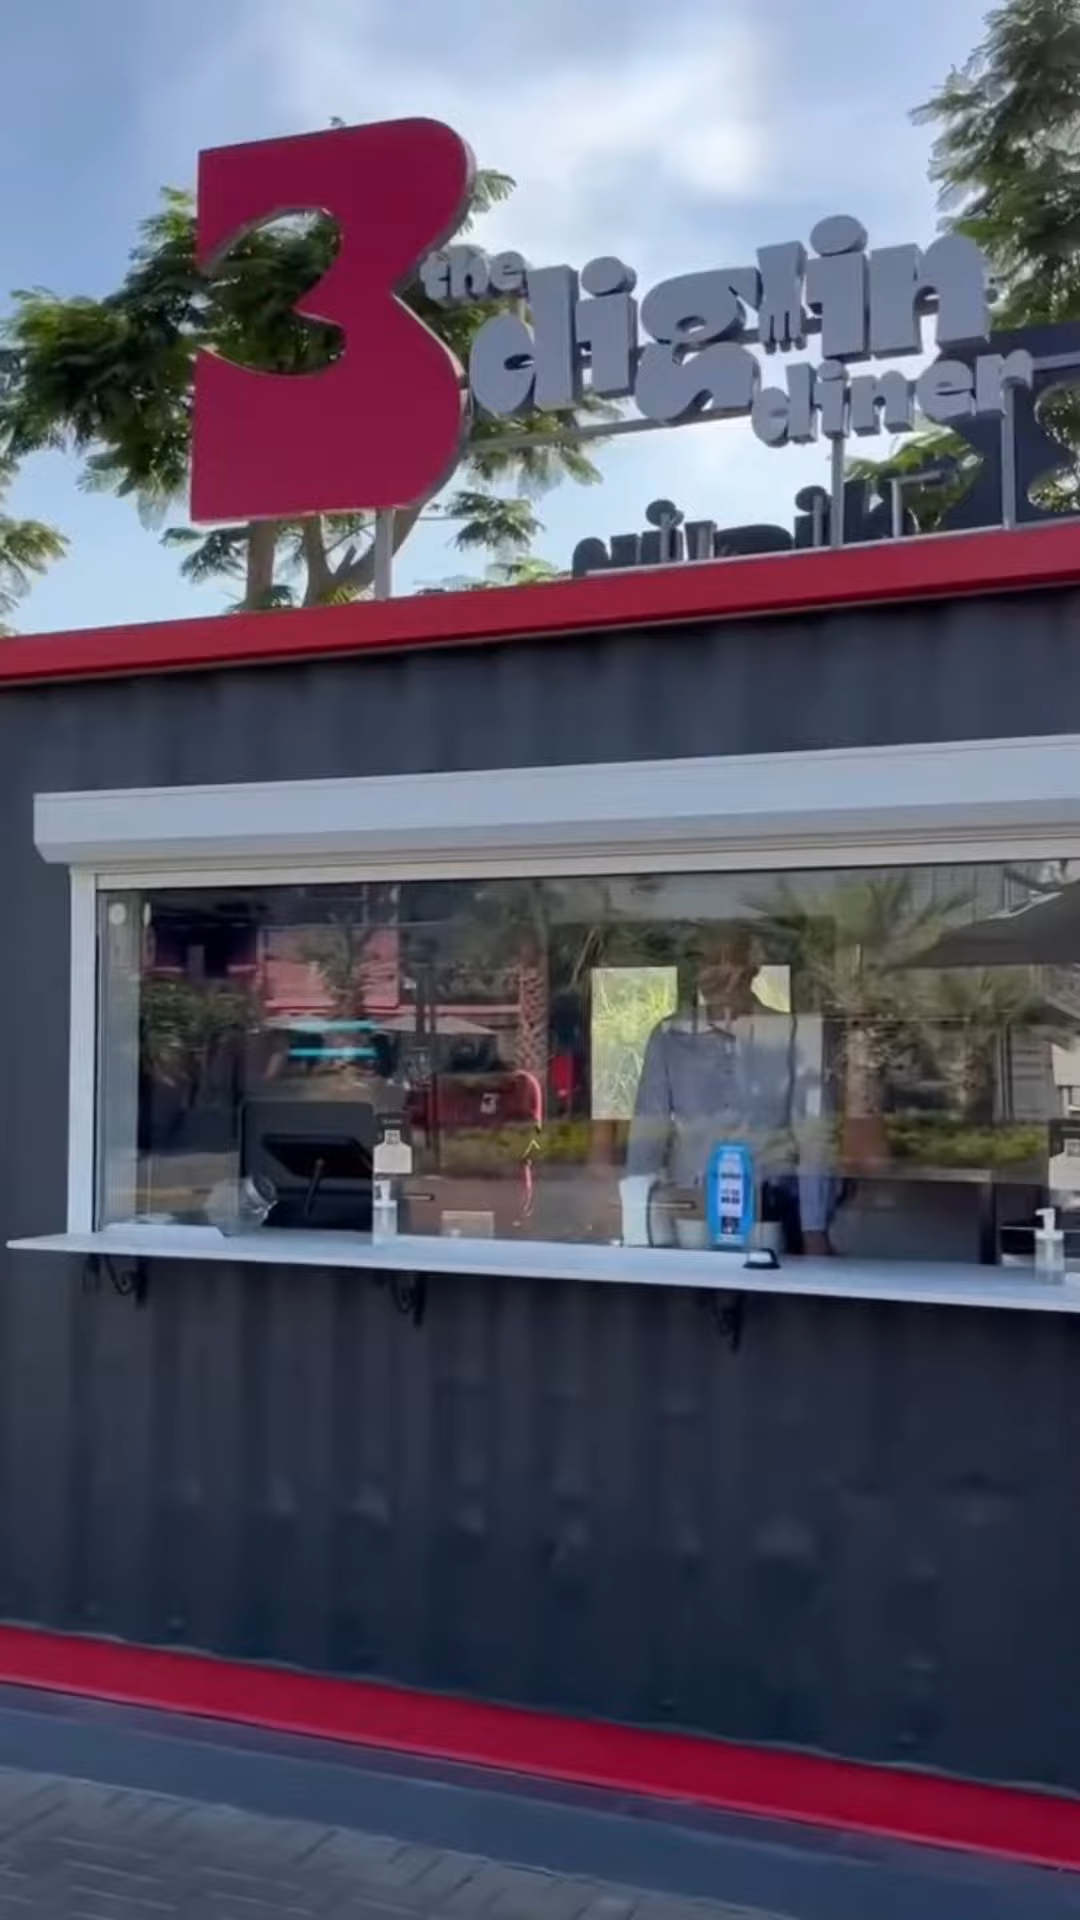 3
the
dig in
diner